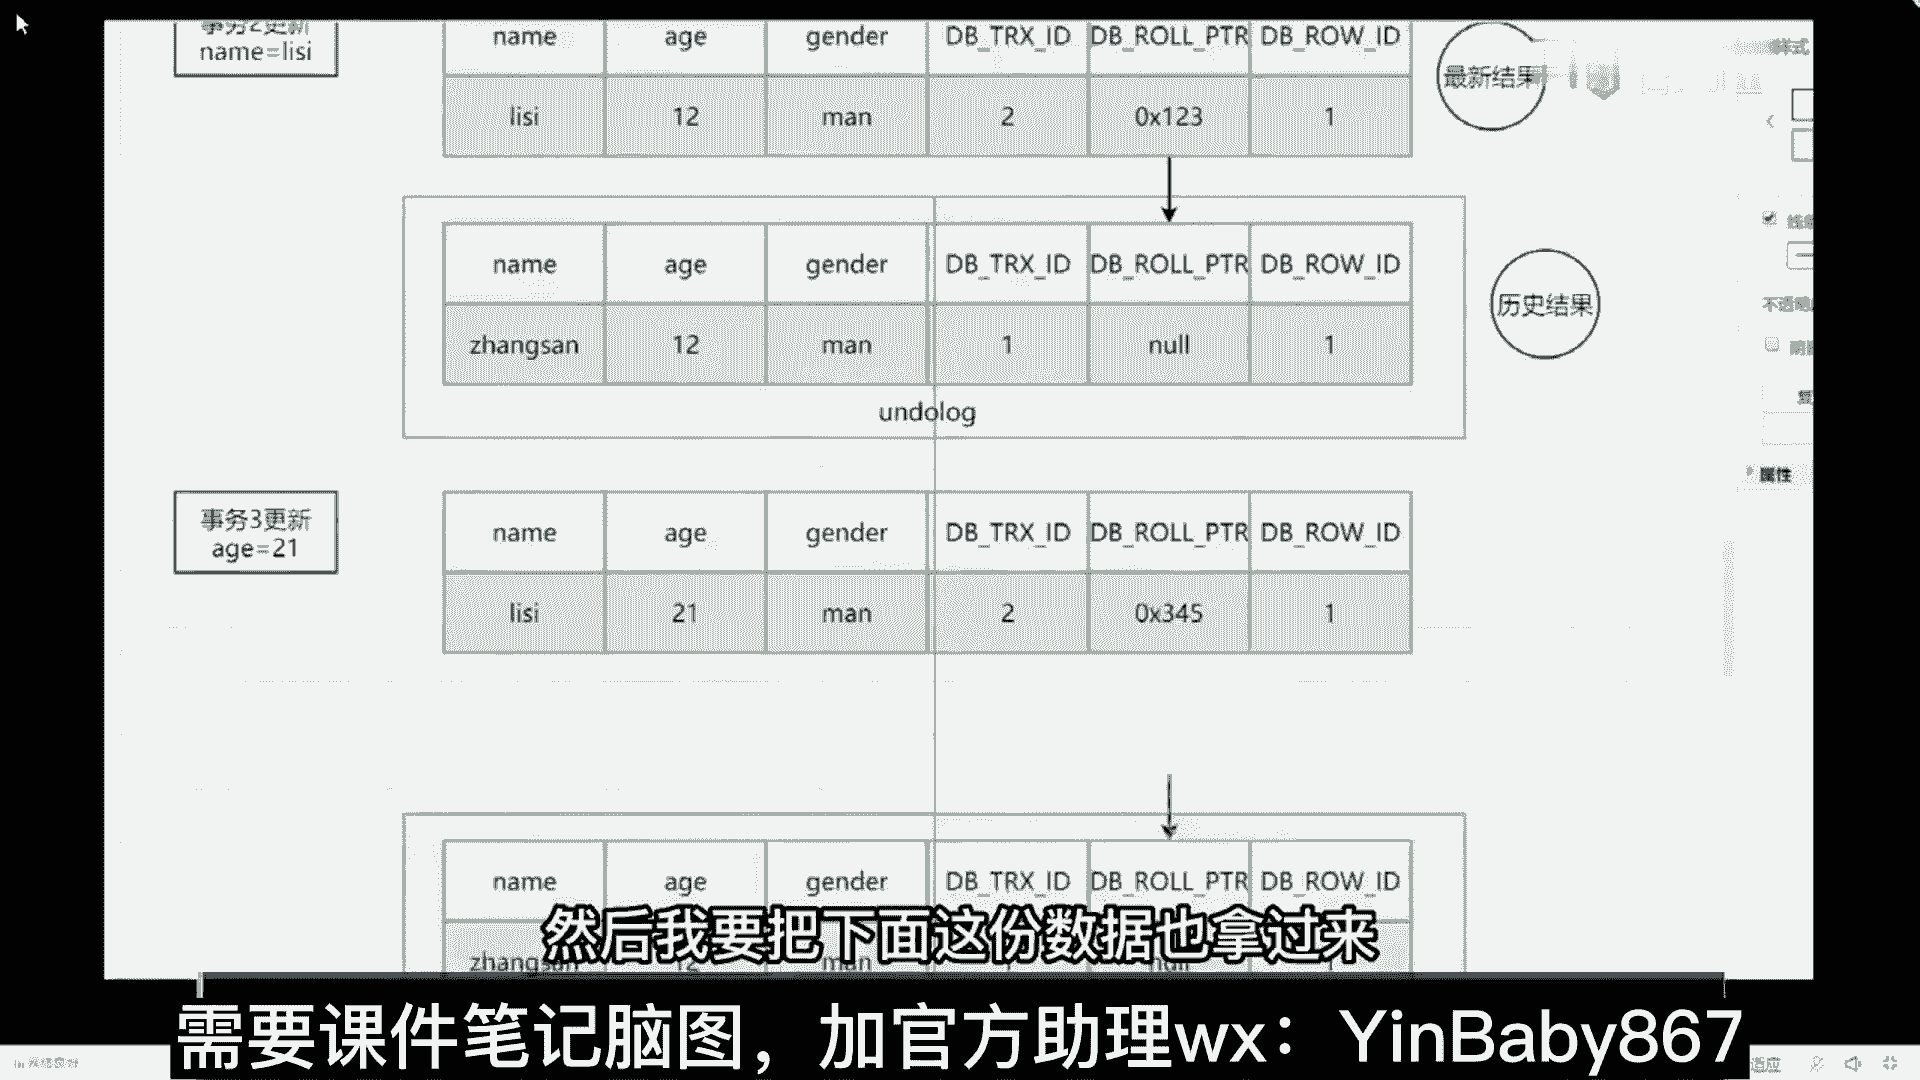 事务2更新
name=lisi
name age gender DB_TRX_ID DB_ROLL_PTR DB_ROW_ID
lisi 12 man 2 0x123 1
最新结果
name age gender DB_TRX_ID DB_ROLL_PTR DB_ROW_ID
zhangsan 12 man 1 null 1
undolog
历史结果
事务3更新
age=21
name age gender DB_TRX_ID DB_ROLL_PTR DB_ROW_ID
lisi 21 man 2 0x345 1
属性
name age gender DB_TRX_ID DB_ROLL_PTR DB_ROW_ID
zhangsan 12 man 1 null 1
然后我要把下面这份数据也拿过来
需要课件笔记脑图，加官方助理wx：YinBaby867
适应